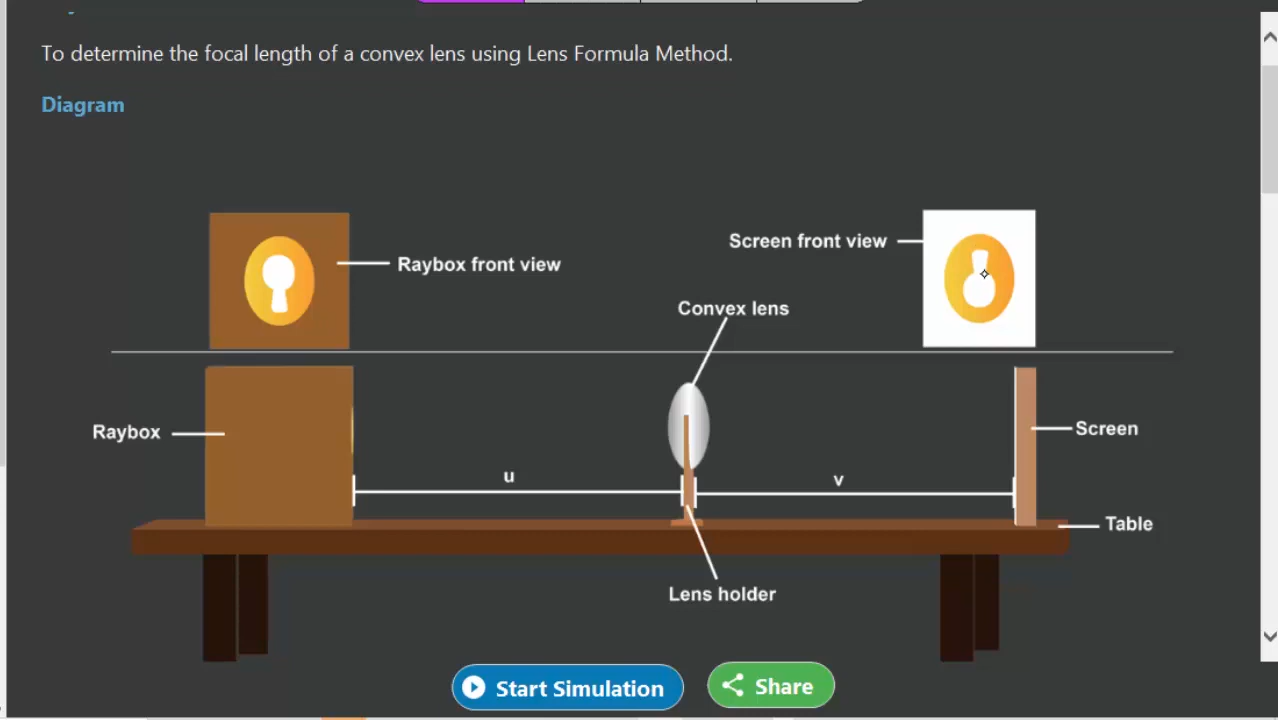 To determine the focal length of a convex lens using Lens Formula Method.
Diagram
Screen front view
Raybox front view
Convex lens
Raybox
Screen
u
v
Table
Lens holder
Start Simulation
Share